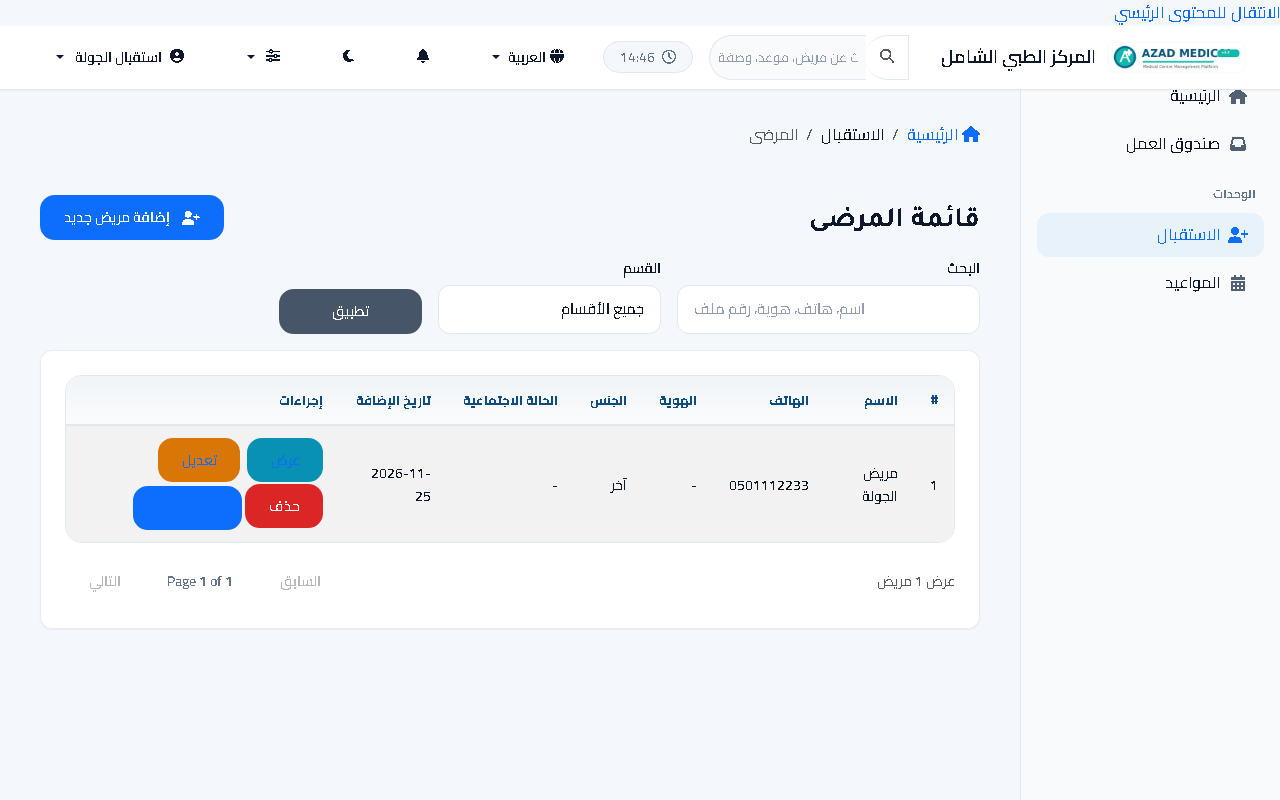 الانتقال للمحتوى الرئيسي
AZAD MEDIC
Medical Centre Management Platform
المركز الطبي الشامل
ث عن مريض، موعد، وصفة
14:46
العربية
استقبال الجولة
الرئيسية
صندوق العمل
الوحدات
الاستقبال
المواعيد
الرئيسية / الاستقبال / المرضى
قائمة المرضى
إضافة مريض جديد
البحث
اسم، هاتف، هوية، رقم ملف
القسم
جميع الأقسام
تطبيق
# الاسم الهاتف الهوية الجنس الحالة الاجتماعية تاريخ الإضافة إجراءات
1 مريض الجولة 0501112233 - آخر - 2026-11-25
عرض تعديل
حذف
عرض 1 مريض
السابق Page 1 of 1 التالي